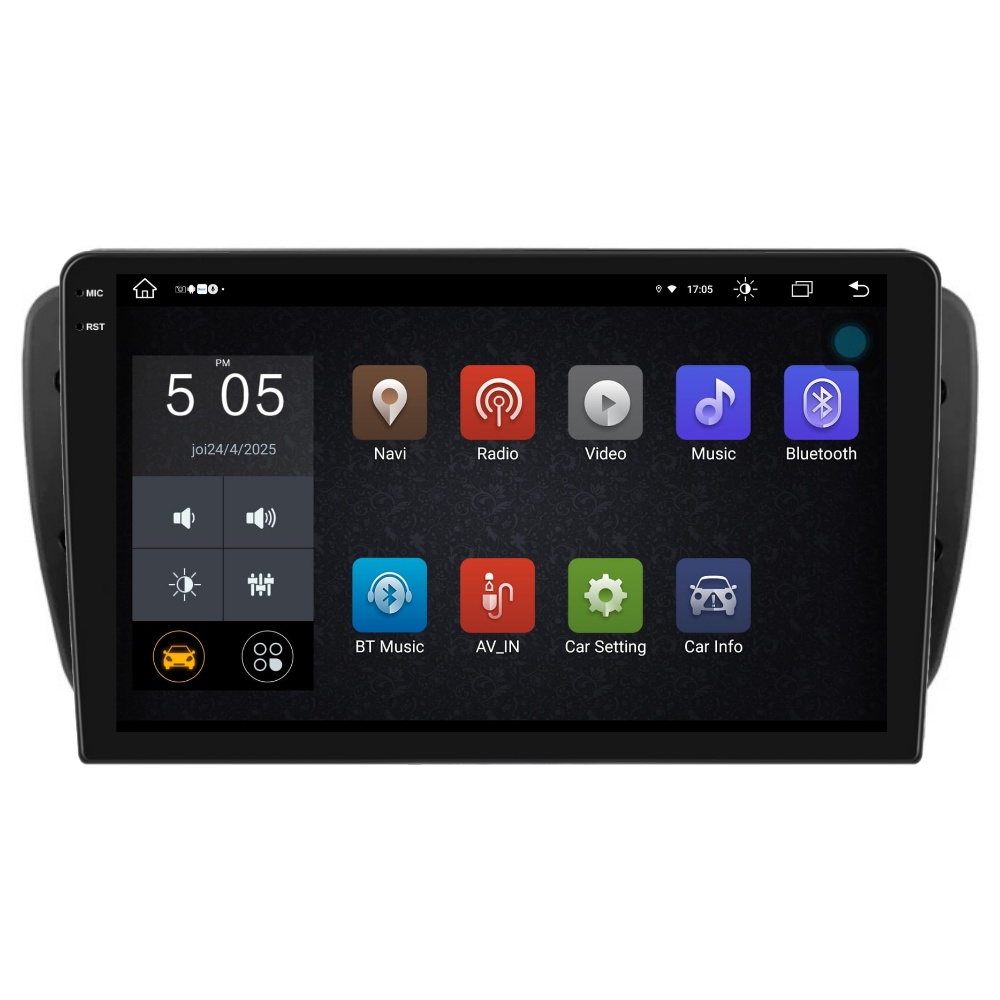 MIC
RST
17:05
PM
5 05
joi24/4/2025
Navi
Radio
Video
Music
Bluetooth
BT Music
AV_IN
Car Setting
Car Info